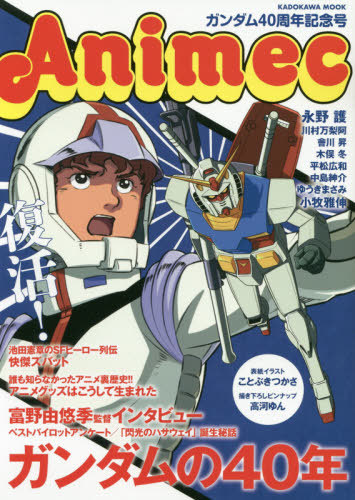 KADOKAWA MOOK
ガンダム40周年記念号
Animec
永野 護
川村万梨阿
會川 昇
木俣 冬
平松広和
中島紳介
ゆうきまさみ
小牧雅伸
復活!
池田憲章のSFヒーロー列伝
快傑ズバット
誰も知らなかったアニメ裏歴史!!
アニメグッズはこうして生まれた
表紙イラスト
ことぶきつかさ
描き下ろしピンナップ
高河ゆん
富野由悠季監督インタビュー
ベストパイロットアンケート/「閃光のハサウェイ」誕生秘話
ガンダムの40年